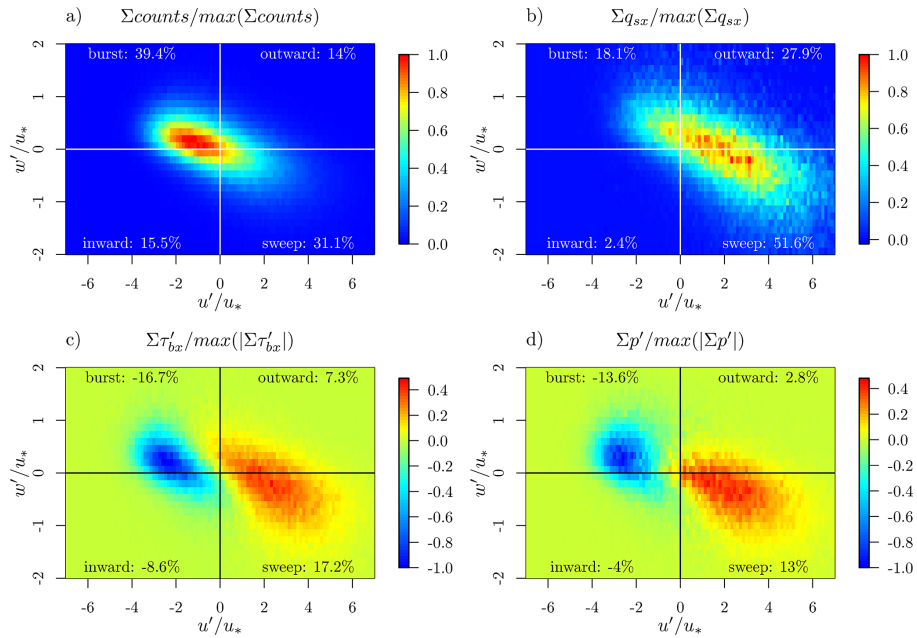 a) Σcounts/max(Σcounts)
burst: 39.4% outward: 14%
inward: 15.5% sweep: 31.1%
2
1
0
-1
-2
w′/u*
-6 -4 -2 0 2 4 6
u′/u*
1.0
0.8
0.6
0.4
0.2
0.0
b) Σq_sx/max(Σq_sx)
burst: 18.1% outward: 27.9%
inward: 2.4% sweep: 51.6%
2
1
0
-1
-2
w′/u*
-6 -4 -2 0 2 4 6
u′/u*
1.0
0.8
0.6
0.4
0.2
0.0
c) Στ′_bx/max(|Στ′_bx|)
burst: -16.7% outward: 7.3%
inward: -8.6% sweep: 17.2%
2
1
0
-1
-2
w′/u*
-6 -4 -2 0 2 4 6
u′/u*
0.4
0.2
0.0
-0.2
-0.4
-0.6
-0.8
-1.0
d) Σp′/max(|Σp′|)
burst: -13.6% outward: 2.8%
inward: -4% sweep: 13%
2
1
0
-1
-2
w′/u*
-6 -4 -2 0 2 4 6
u′/u*
0.4
0.2
0.0
-0.2
-0.4
-0.6
-0.8
-1.0